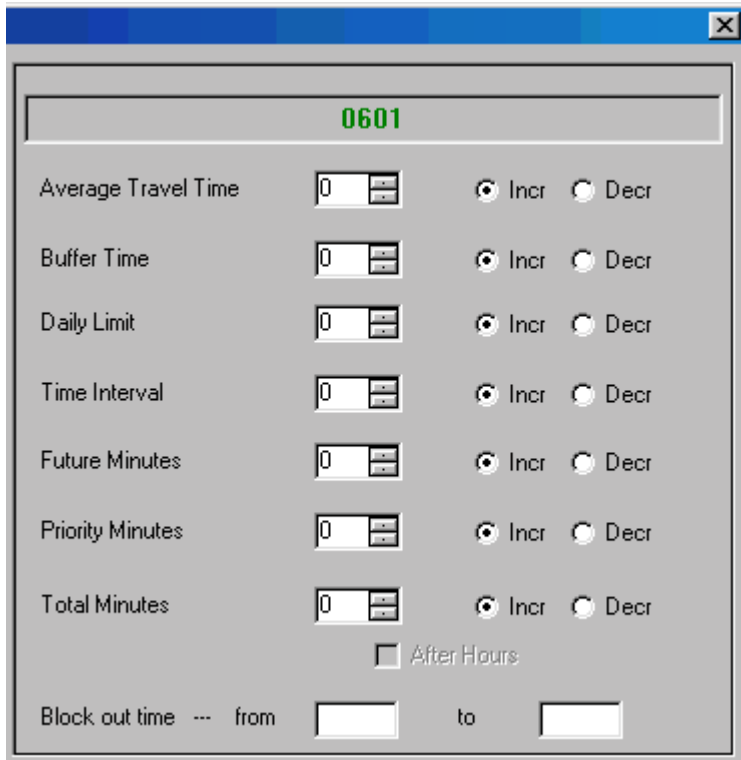 0601
Average Travel Time 0 Incr Decr
Buffer Time 0 Incr Decr
Daily Limit 0 Incr Decr
Time Interval 0 Incr Decr
Future Minutes 0 Incr Decr
Priority Minutes 0 Incr Decr
Total Minutes 0 Incr Decr
After Hours
Block out time --- from to